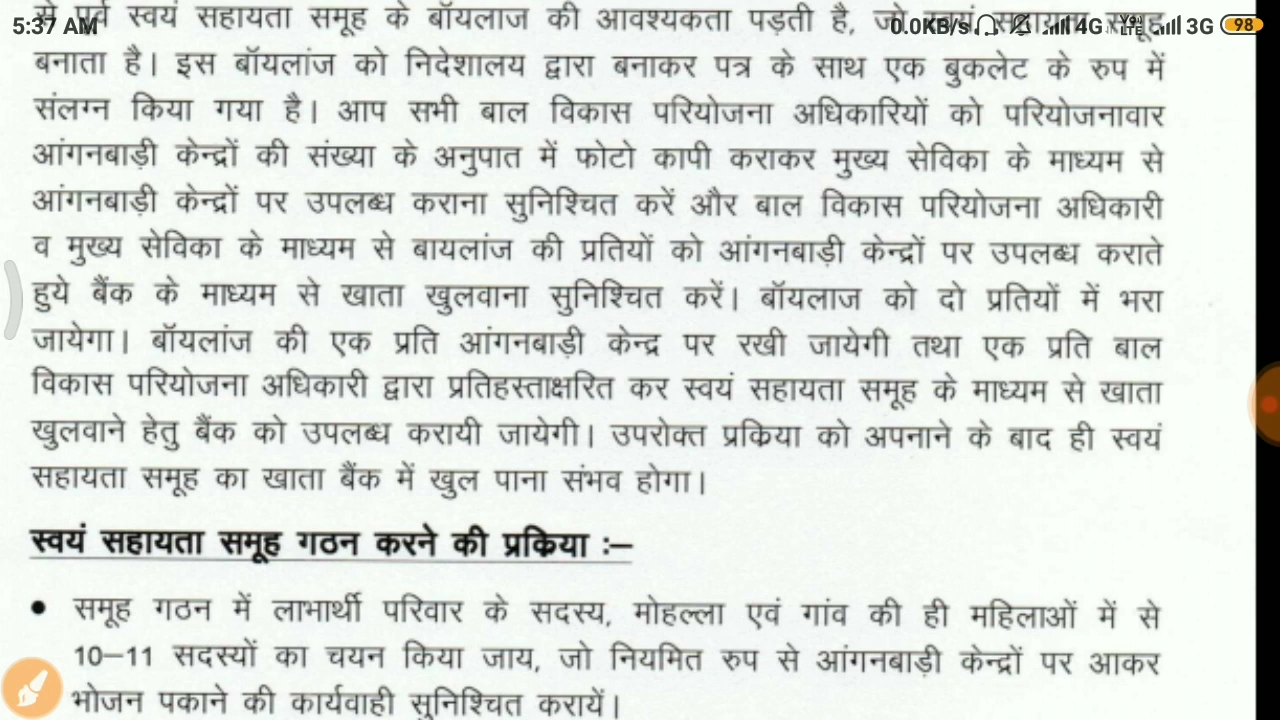 5:37 AM 0.0KB/s 4G VoLTE 3G 98
से पूर्व स्वयं सहायता समूह के बॉयलाज की आवश्यकता पड़ती है, जो समूह
बनाता है। इस बॉयलांज को निदेशालय द्वारा बनाकर पत्र के साथ एक बुकलेट के रुप में
संलग्न किया गया है। आप सभी बाल विकास परियोजना अधिकारियों को परियोजनावार
आंगनबाड़ी केन्द्रों की संख्या के अनुपात में फोटो कापी कराकर मुख्य सेविका के माध्यम से
आंगनबाड़ी केन्द्रों पर उपलब्ध कराना सुनिश्चित करें और बाल विकास परियोजना अधिकारी
व मुख्य सेविका के माध्यम से बायलांज की प्रतियों को आंगनबाड़ी केन्द्रों पर उपलब्ध कराते
हुये बैंक के माध्यम से खाता खुलवाना सुनिश्चित करें। बॉयलाज को दो प्रतियों में भरा
जायेगा। बॉयलांज की एक प्रति आंगनबाड़ी केन्द्र पर रखी जायेगी तथा एक प्रति बाल
विकास परियोजना अधिकारी द्वारा प्रतिहस्ताक्षरित कर स्वयं सहायता समूह के माध्यम से खाता
खुलवाने हेतु बैंक को उपलब्ध करायी जायेगी। उपरोक्त प्रकिया को अपनाने के बाद ही स्वयं
सहायता समूह का खाता बैंक में खुल पाना संभव होगा।
स्वयं सहायता समूह गठन करने की प्रकिया :–
• समूह गठन में लाभार्थी परिवार के सदस्य, मोहल्ला एवं गांव की ही महिलाओं में से
10–11 सदस्यों का चयन किया जाय, जो नियमित रुप से आंगनबाड़ी केन्द्रों पर आकर
भोजन पकाने की कार्यवाही सुनिश्चित करायें।